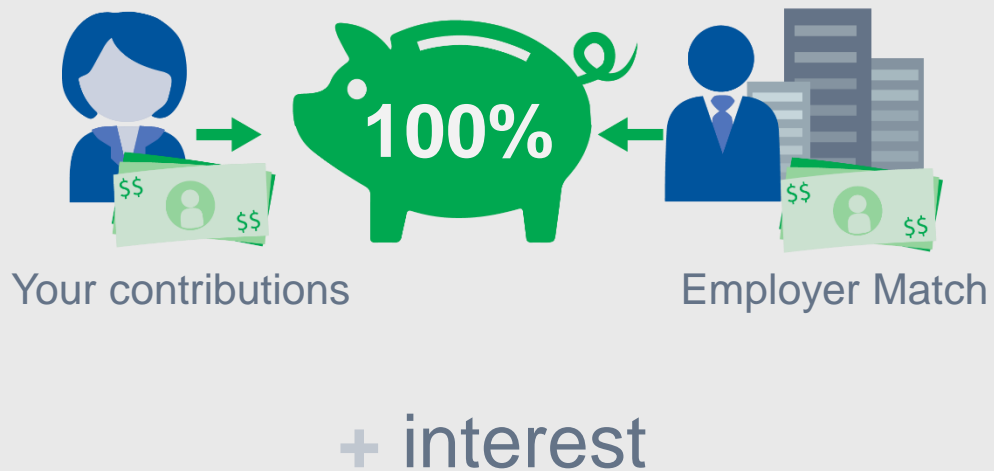 100%
$$
$$
$$
$$
Your contributions
Employer Match
+ interest